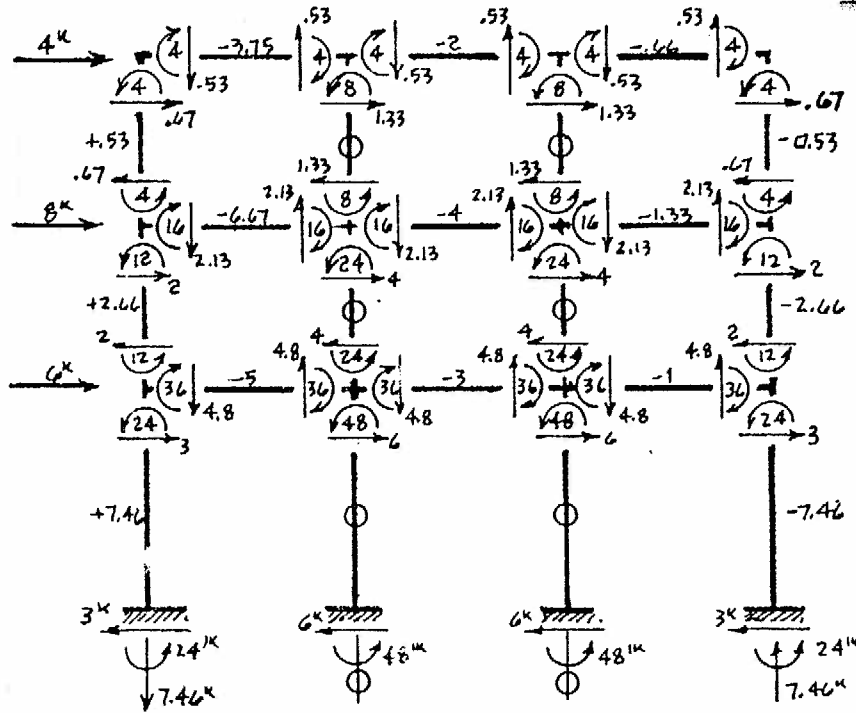 .53 .53 .53
4ᴷ 4 -3.75 4 4 -2 4 4 -.66 4
4 .53 8 .53 8 .53 4
.67 1.33 1.33 .67
+.53 -0.53
.67 1.33 1.33 .67
4 2.13 8 2.13 8 2.13 4
8ᴷ 16 -6.67 16 16 -4 16 16 -1.33 16
12 2.13 24 2.13 24 2.13 12
2 4 4 2
+2.66 -2.66
2 4 4 2
12 4.8 24 4.8 24 4.8 12
6ᴷ 36 -5 36 36 -3 36 36 -1 36
24 4.8 48 4.8 48 4.8 24
3 6 6 3
+7.46 -7.46
3ᴷ 6ᴷ 6ᴷ 3ᴷ
24'ᴷ 48'ᴷ 48'ᴷ 24'ᴷ
7.46ᴷ 7.46ᴷ